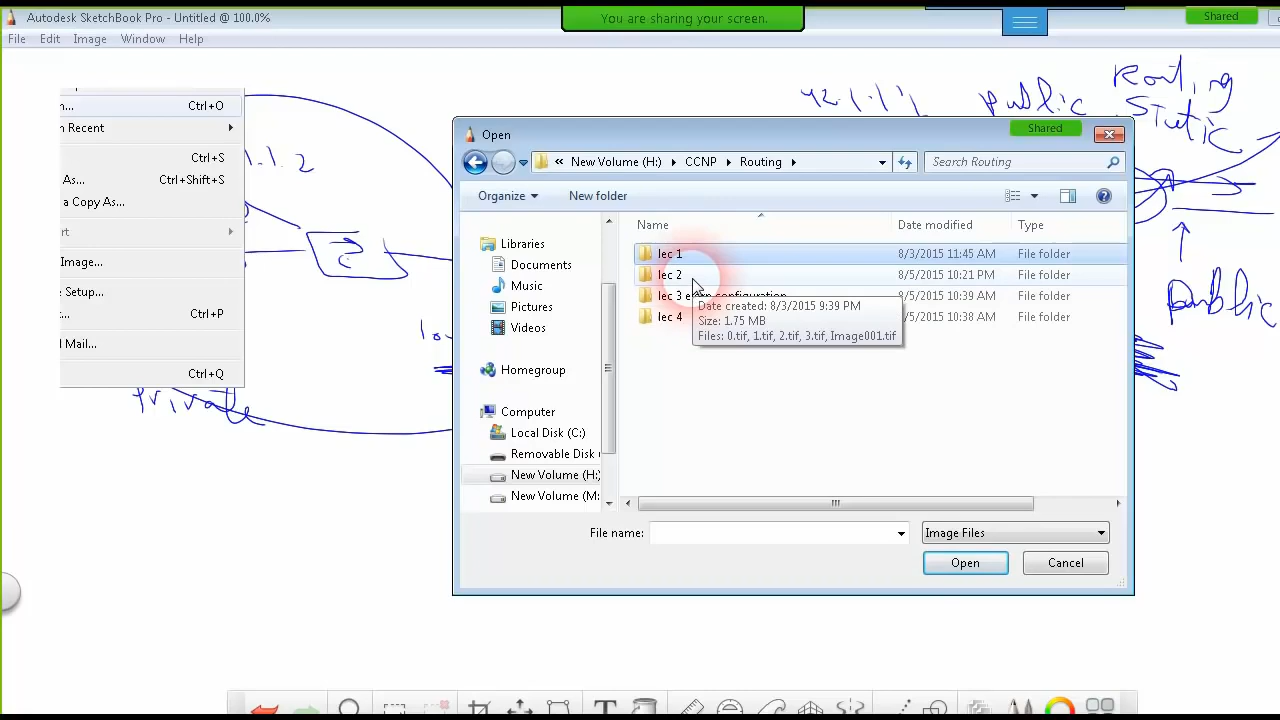 Autodesk SketchBook Pro - Untitled @ 100.0%
You are sharing your screen.
Shared
File Edit Image Window Help
n... Ctrl+O
n Recent
Ctrl+S
As... Ctrl+Shift+S
a Copy As...
rt
Image...
Setup...
... Ctrl+P
l Mail...
Ctrl+Q
1.1.2
private
public
routing
static
public
Open
Shared
« New Volume (H:) CCNP Routing
Search Routing
Organize New folder
Name Date modified Type
lec 1 8/3/2015 11:45 AM File folder
lec 2 8/5/2015 10:21 PM File folder
lec 3 configuration 8/5/2015 10:39 AM File folder
lec 4 /5/2015 10:38 AM File folder
Date created: 8/3/2015 9:39 PM
Size: 1.75 MB
Files: 0.tif, 1.tif, 2.tif, 3.tif, Image001.tif
Libraries
Documents
Music
Pictures
Videos
Homegroup
Computer
Local Disk (C:)
Removable Disk
New Volume (H:)
New Volume (M:
File name:
Image Files
Open Cancel